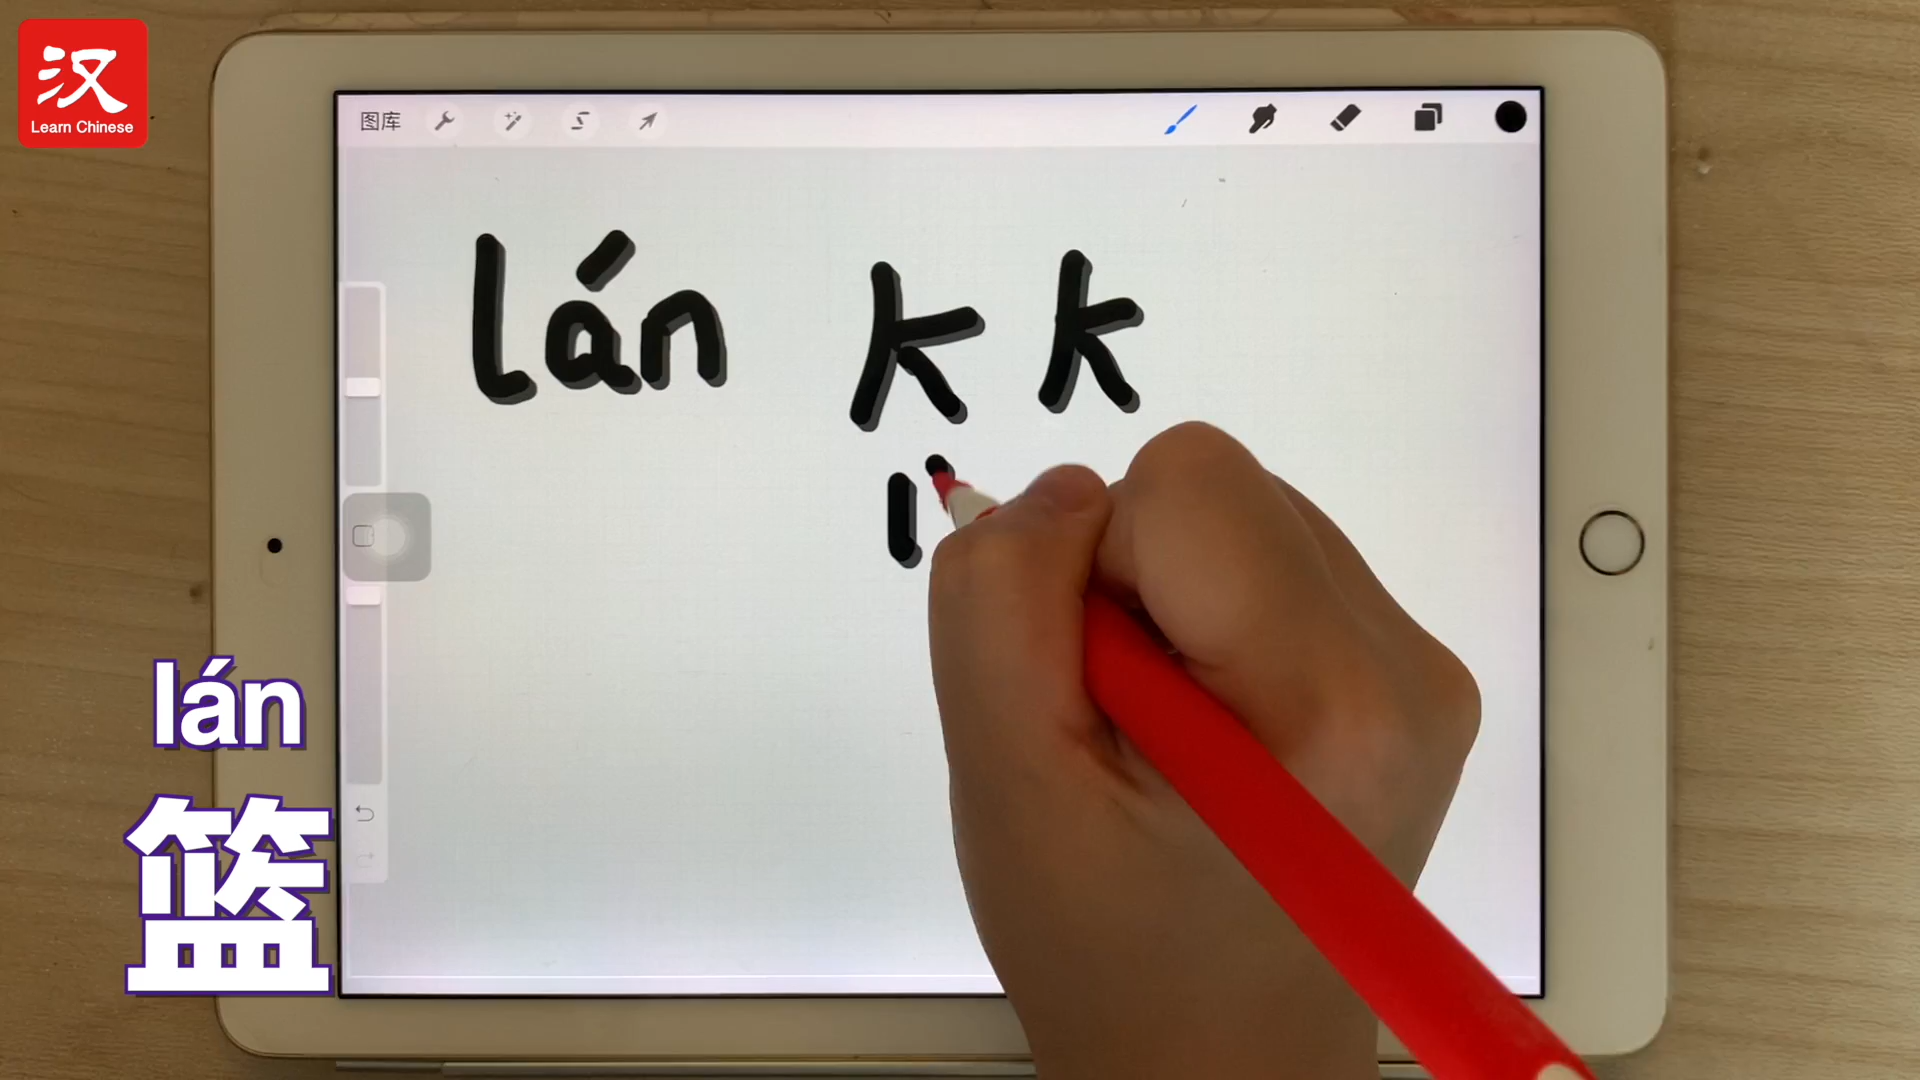 汉
Learn Chinese
图库
lán
lán
篮